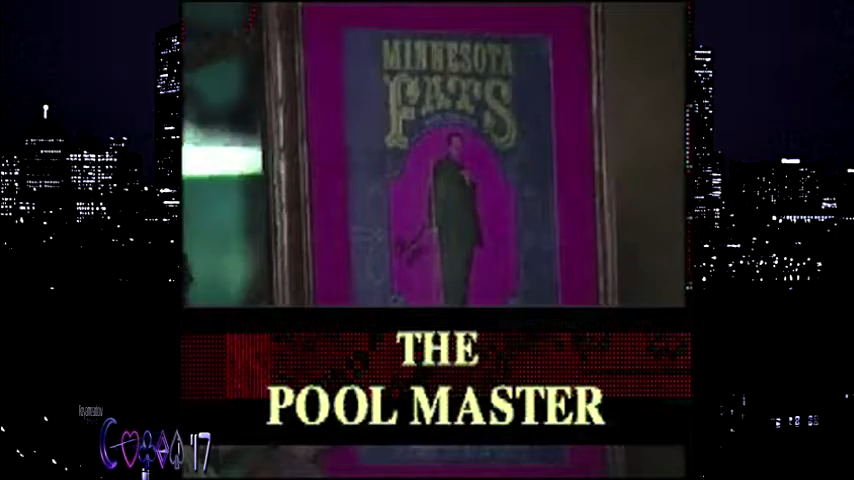 MINNESOTA
FATS
THE
POOL MASTER
'17